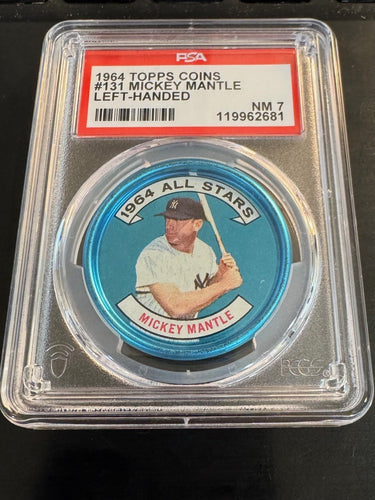 PSA
1964 TOPPS COINS
#131 MICKEY MANTLE
LEFT-HANDED
NM 7
119962681
1964 ALL STARS
NY
MICKEY MANTLE